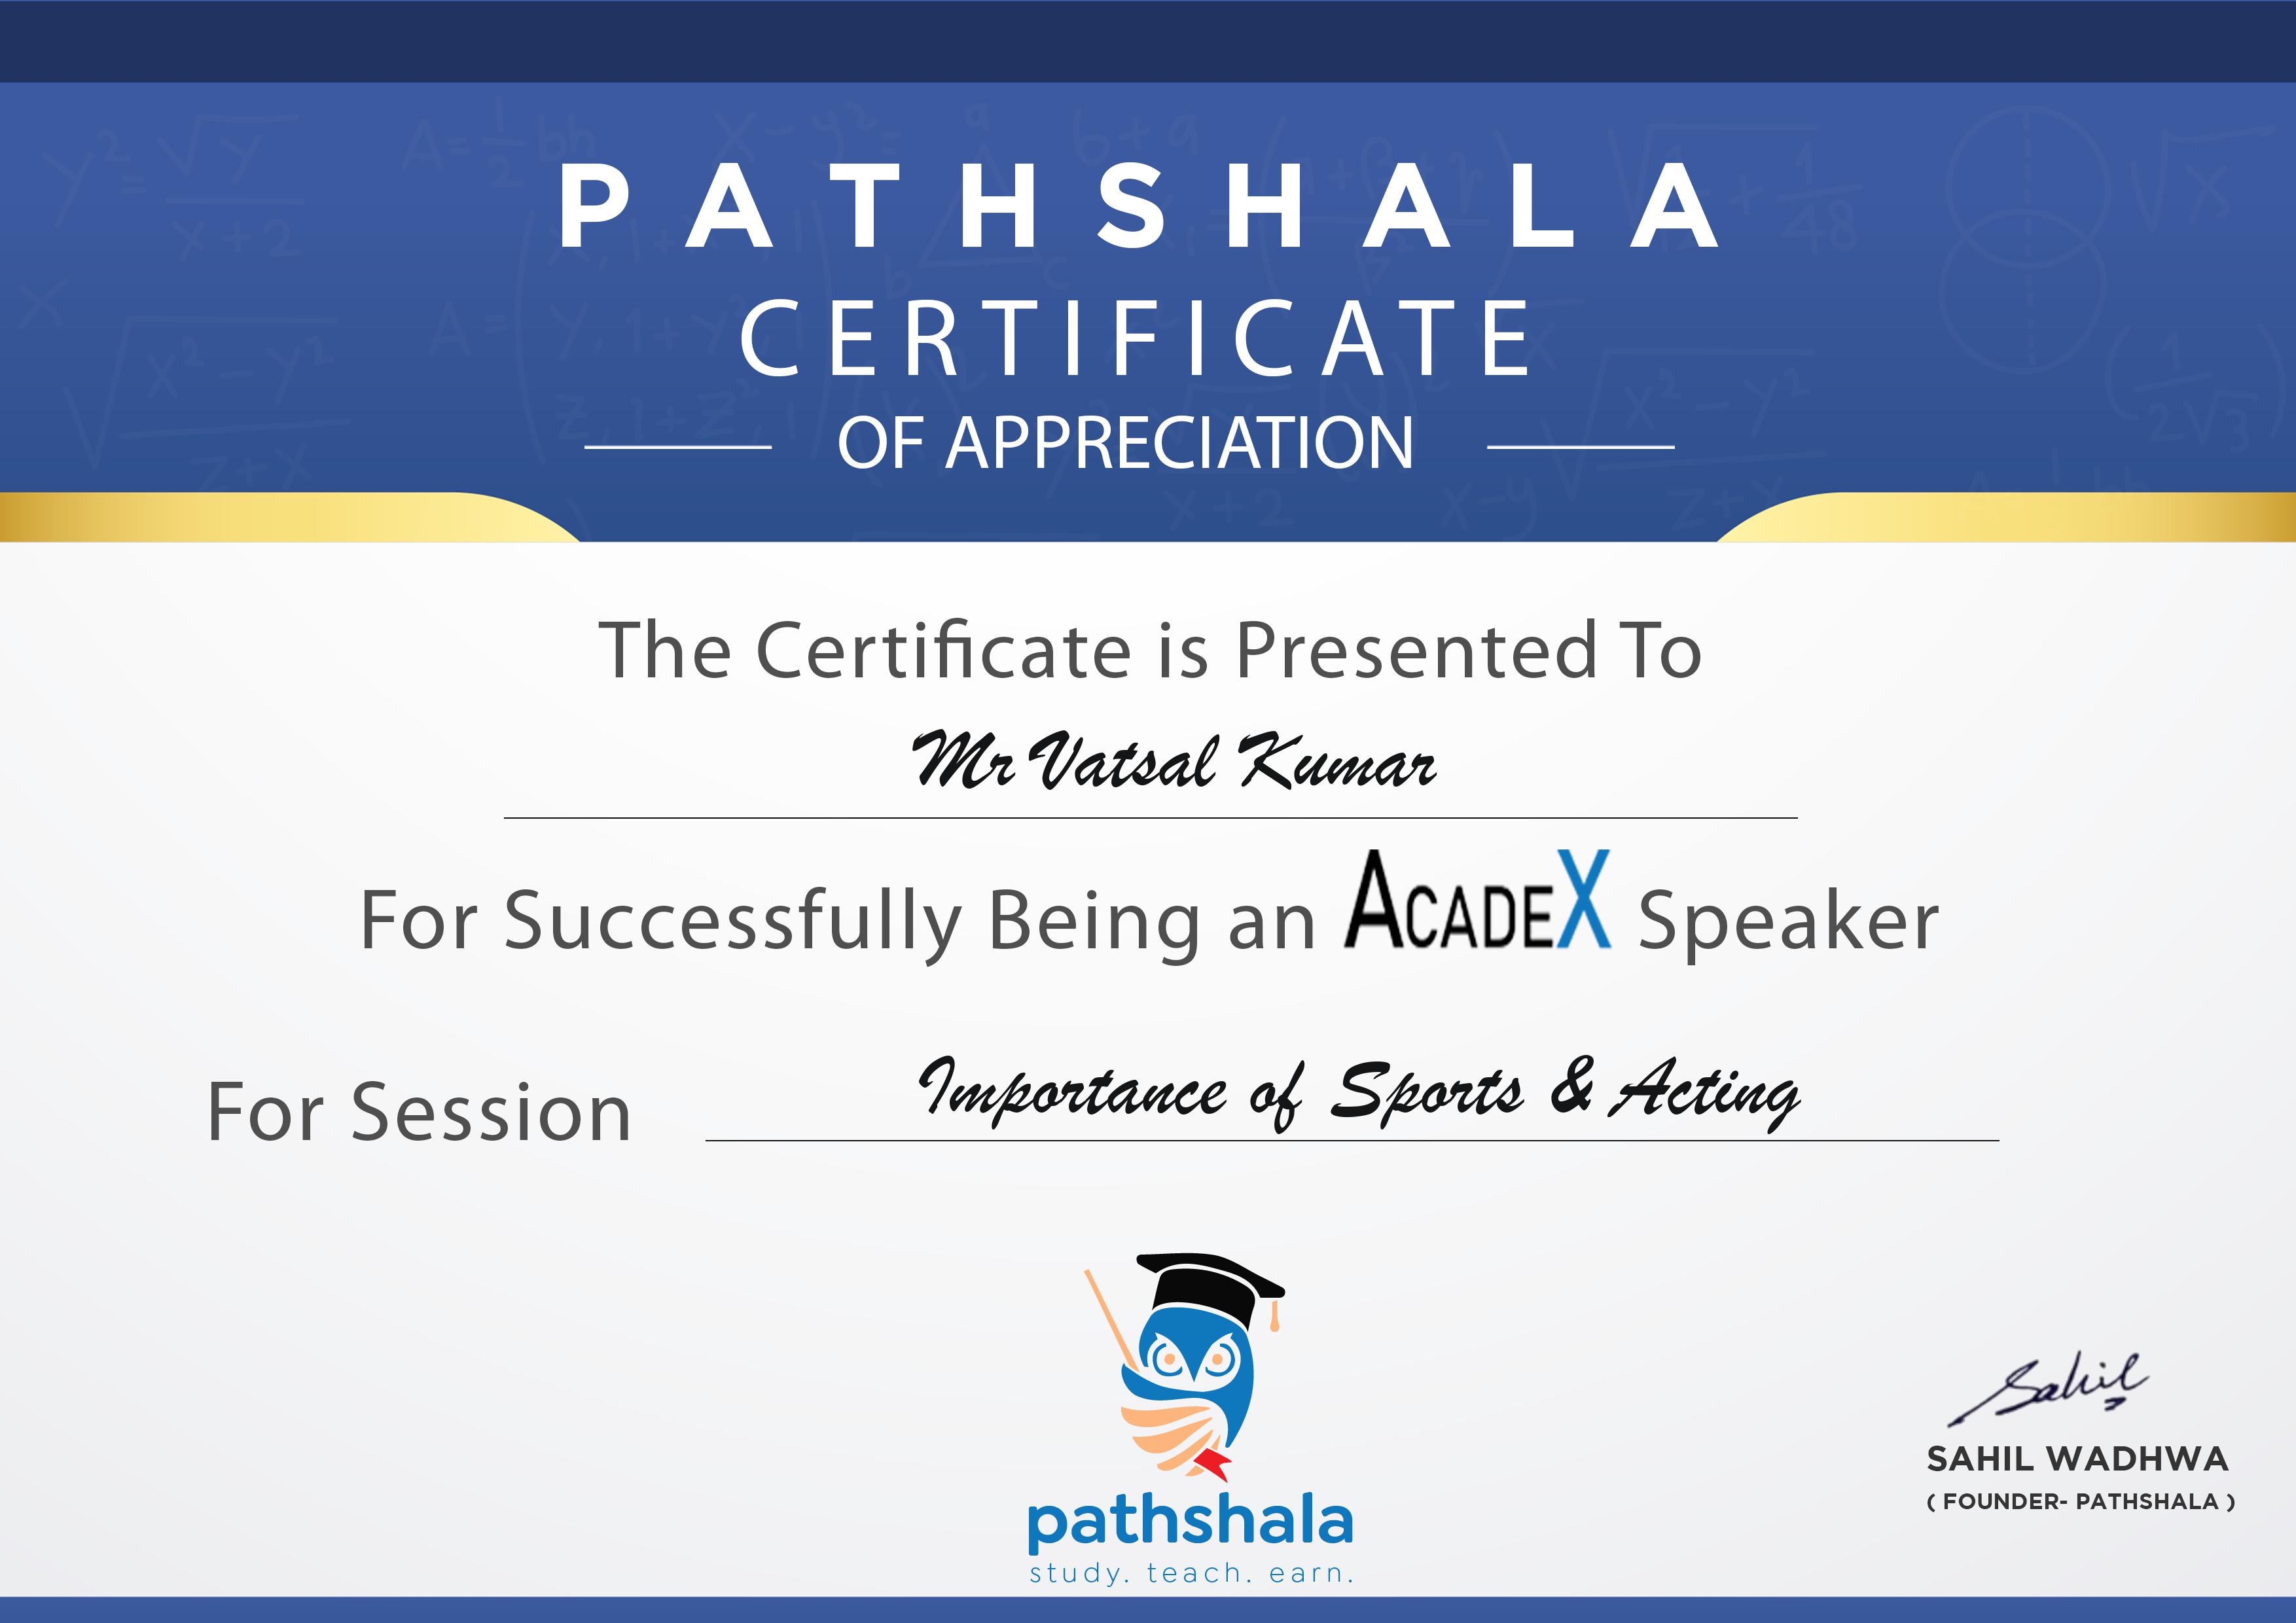 PATHSHALA
CERTIFICATE
OF APPRECIATION
The Certificate is Presented To
Mr Vatsal Kumar
For Successfully Being an ACADEX Speaker
For Session Importance of Sports & Acting
Sahil
SAHIL WADHWA
( FOUNDER- PATHSHALA )
pathshala
study. teach. earn.